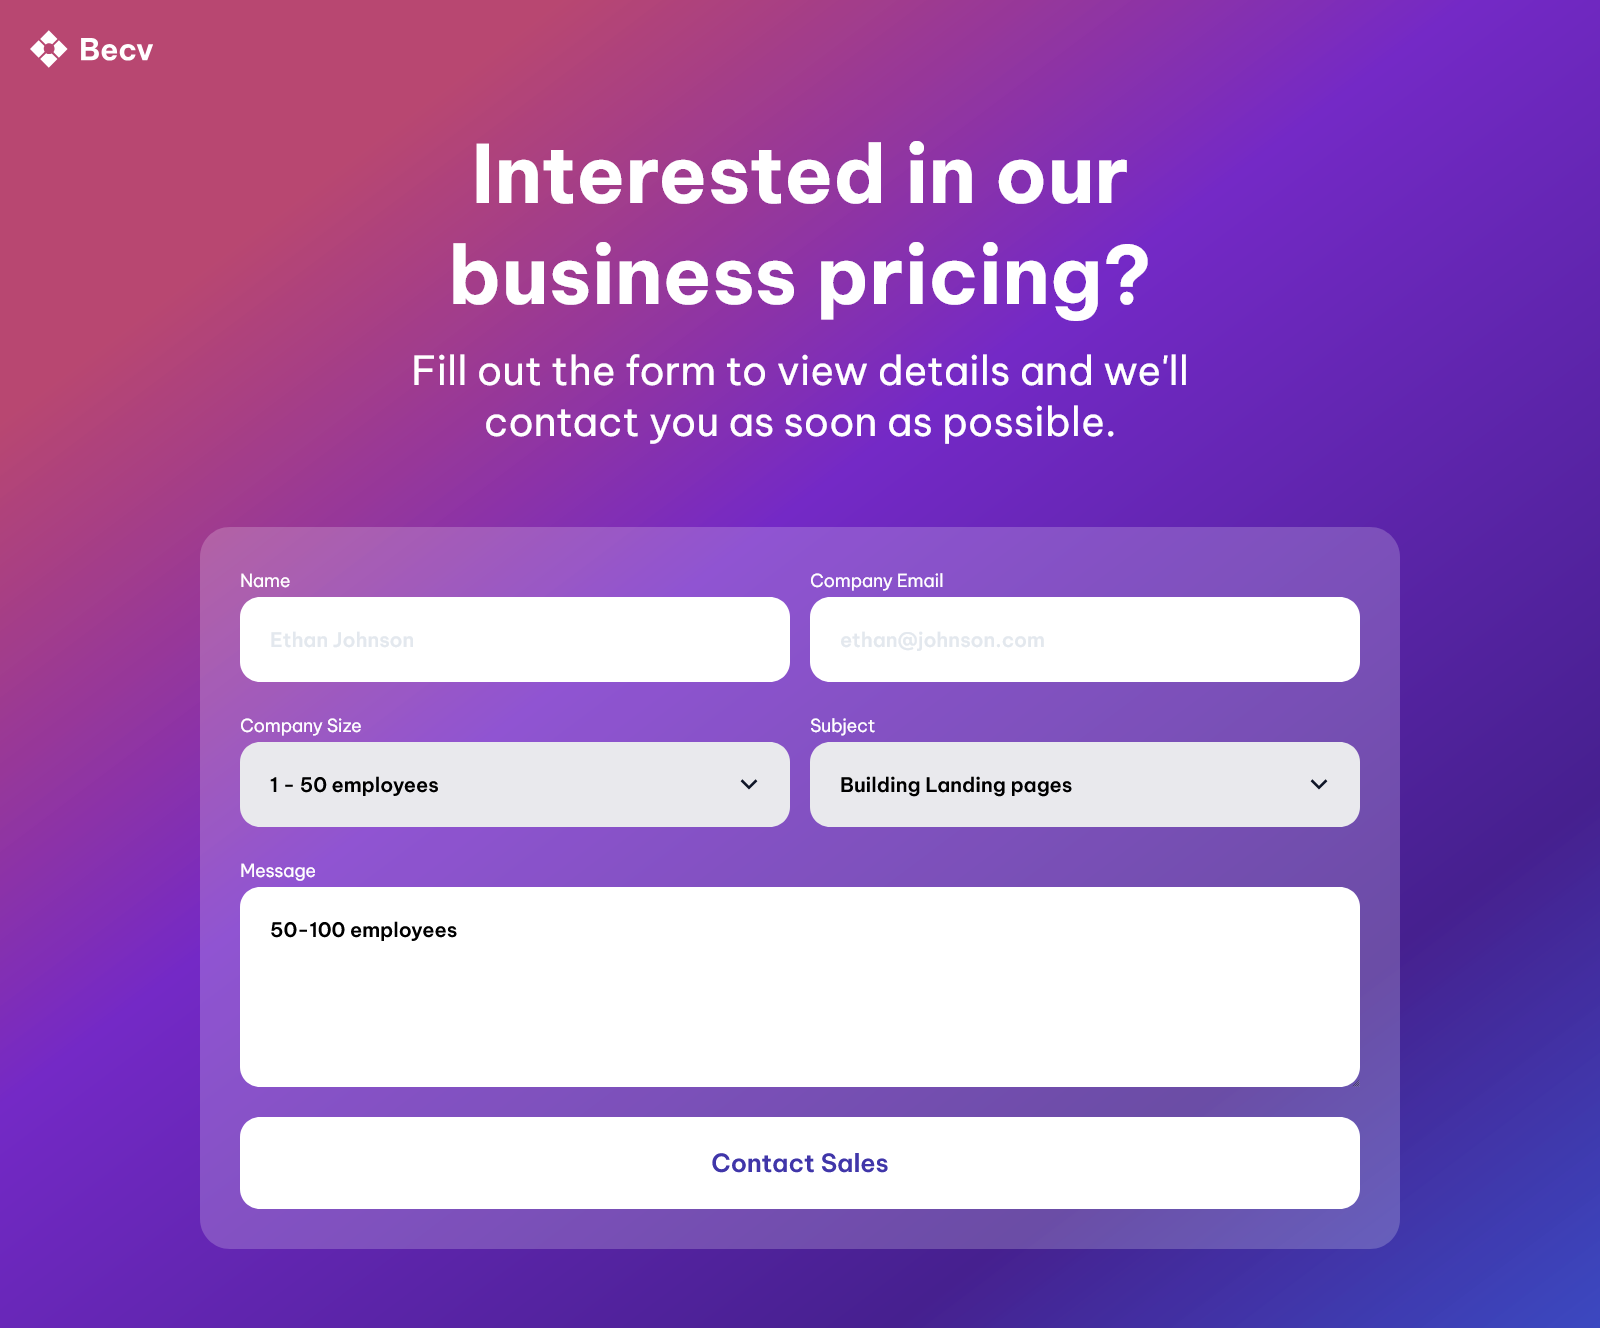 Becv
Interested in our
business pricing?
Fill out the form to view details and we'll
contact you as soon as possible.
Name
Company Email
Ethan Johnson
ethan@johnson.com
Company Size
Subject
1 - 50 employees
Building Landing pages
Message
50-100 employees
Contact Sales